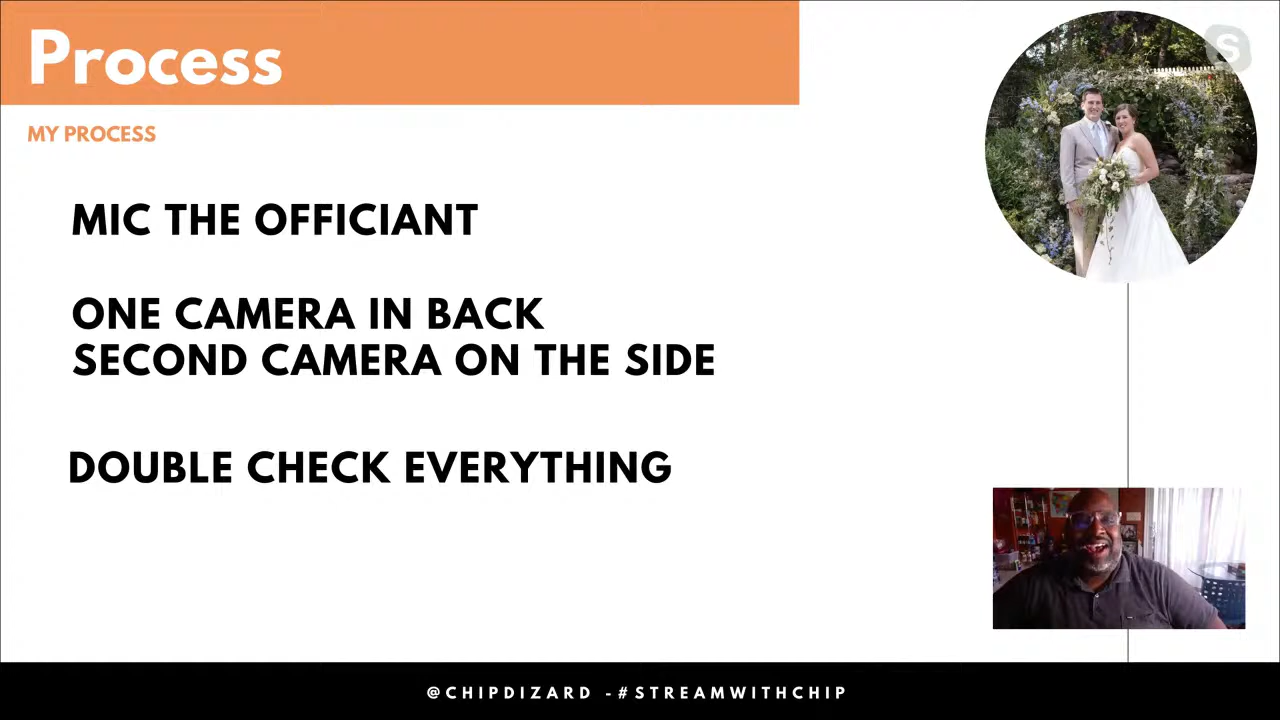 Process
MY PROCESS
MIC THE OFFICIANT
ONE CAMERA IN BACK
SECOND CAMERA ON THE SIDE
DOUBLE CHECK EVERYTHING
@CHIPDIZARD -#STREAMWITHCHIP